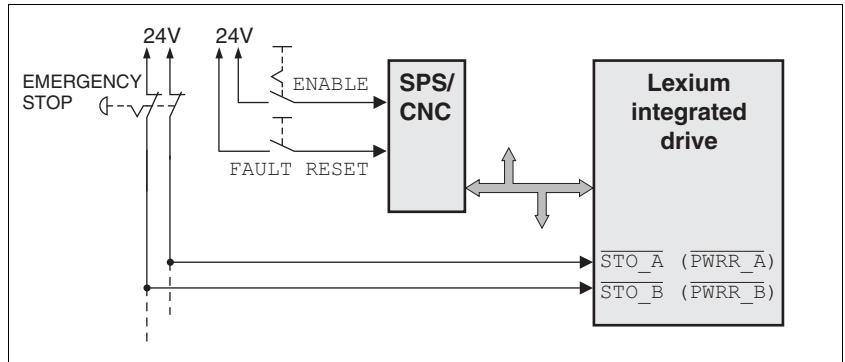 24V
24V
EMERGENCY
STOP
ENABLE
FAULT RESET
SPS/
CNC
Lexium
integrated
drive
STO_A (PWRR_A)
STO_B (PWRR_B)